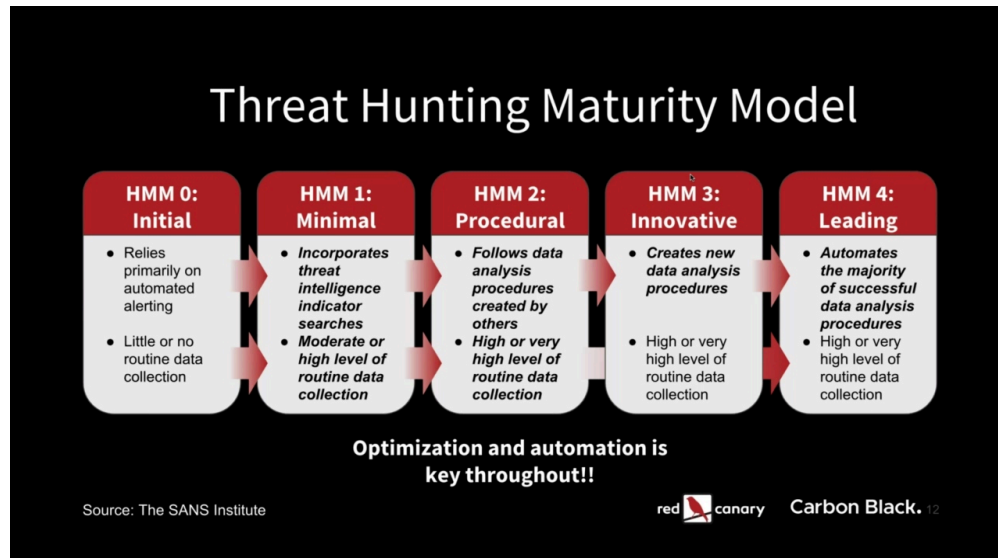 Threat Hunting Maturity Model
HMM 0:
Initial
• Relies
primarily on
automated
alerting
• Little or no
routine data
collection
HMM 1:
Minimal
• Incorporates
threat
intelligence
indicator
searches
• Moderate or
high level of
routine data
collection
HMM 2:
Procedural
• Follows data
analysis
procedures
created by
others
• High or very
high level of
routine data
collection
HMM 3:
Innovative
• Creates new
data analysis
procedures
• High or very
high level of
routine data
collection
HMM 4:
Leading
• Automates
the majority
of successful
data analysis
procedures
• High or very
high level of
routine data
collection
Optimization and automation is
key throughout!!
Source: The SANS Institute
red canary
Carbon Black.
12